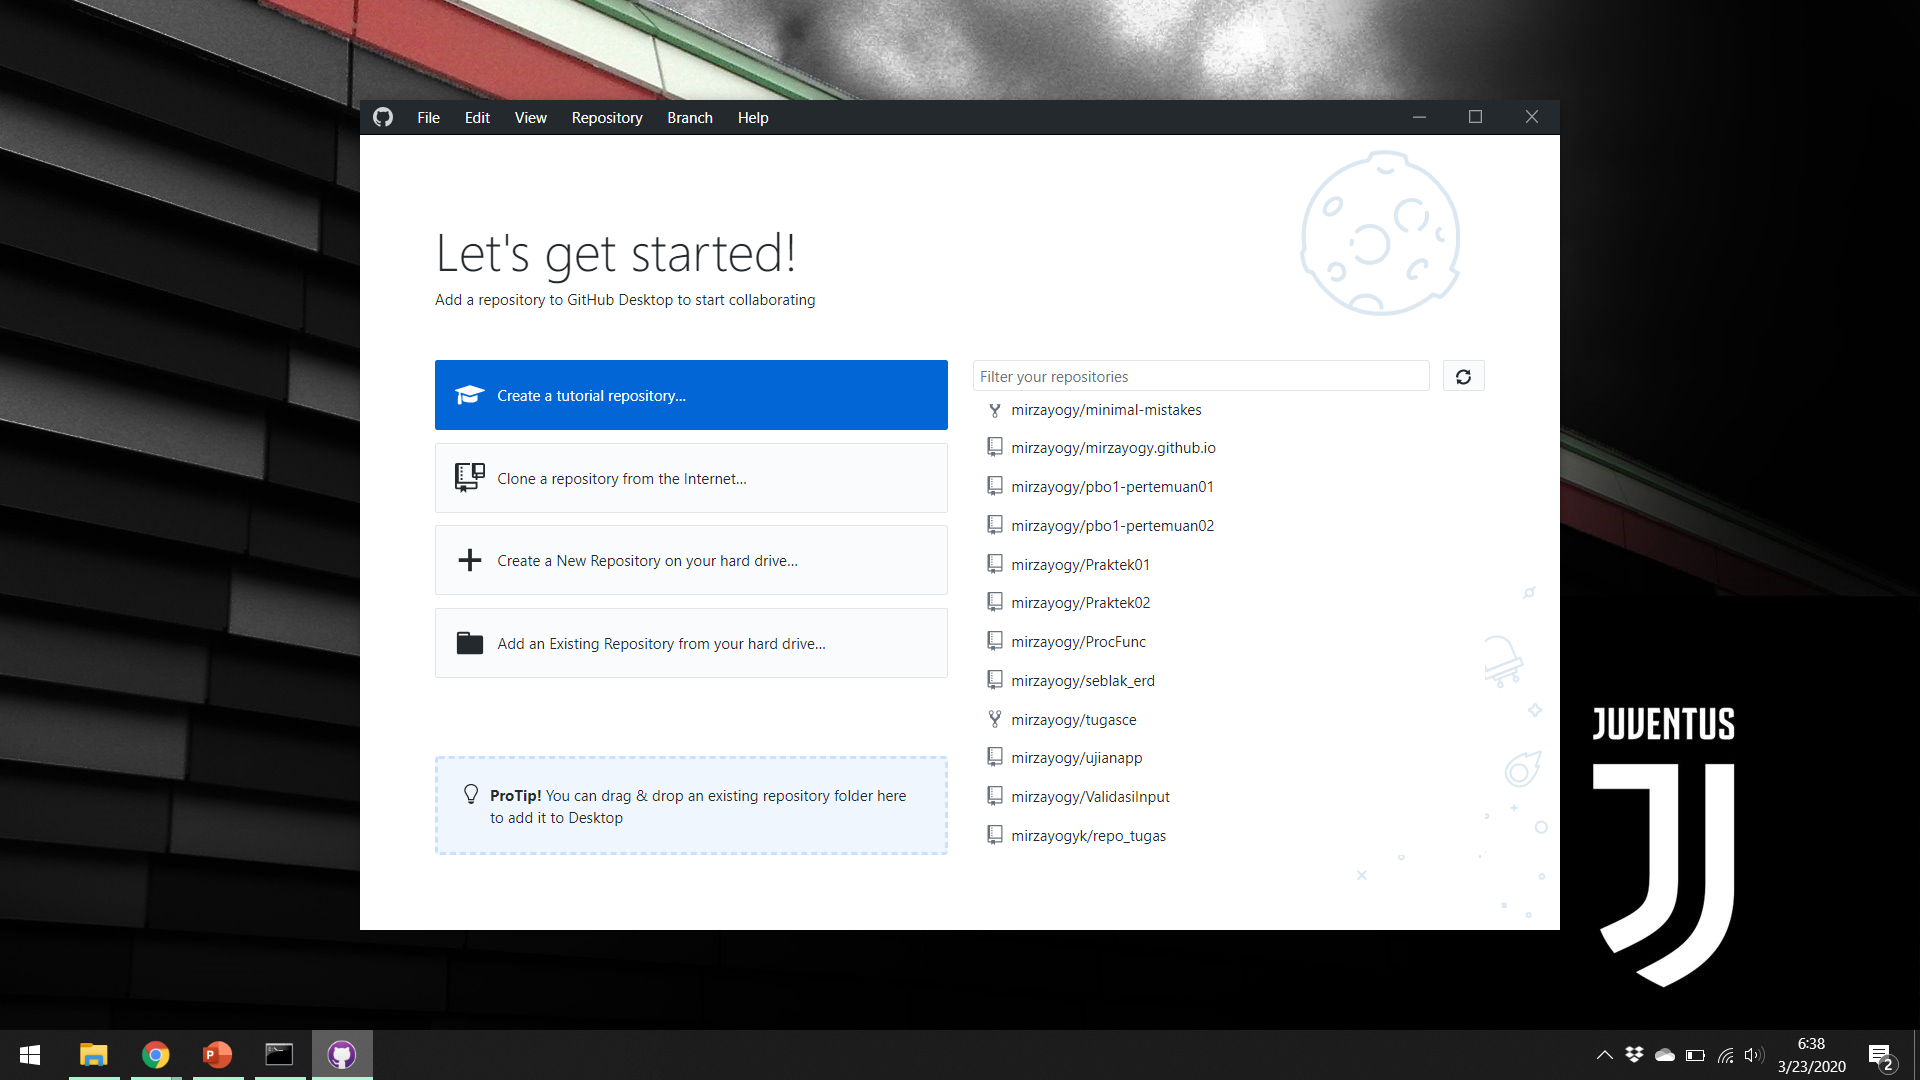 File Edit View Repository Branch Help
Let's get started!
Add a repository to GitHub Desktop to start collaborating
Create a tutorial repository...
Clone a repository from the Internet...
Create a New Repository on your hard drive...
Add an Existing Repository from your hard drive...
ProTip! You can drag & drop an existing repository folder here
to add it to Desktop
Filter your repositories
mirzayogy/minimal-mistakes
mirzayogy/mirzayogy.github.io
mirzayogy/pbo1-pertemuan01
mirzayogy/pbo1-pertemuan02
mirzayogy/Praktek01
mirzayogy/Praktek02
mirzayogy/ProcFunc
mirzayogy/seblak_erd
mirzayogy/tugasce
mirzayogy/ujianapp
mirzayogy/ValidasiInput
mirzayogyk/repo_tugas
JUVENTUS
P
6:38
3/23/2020
2